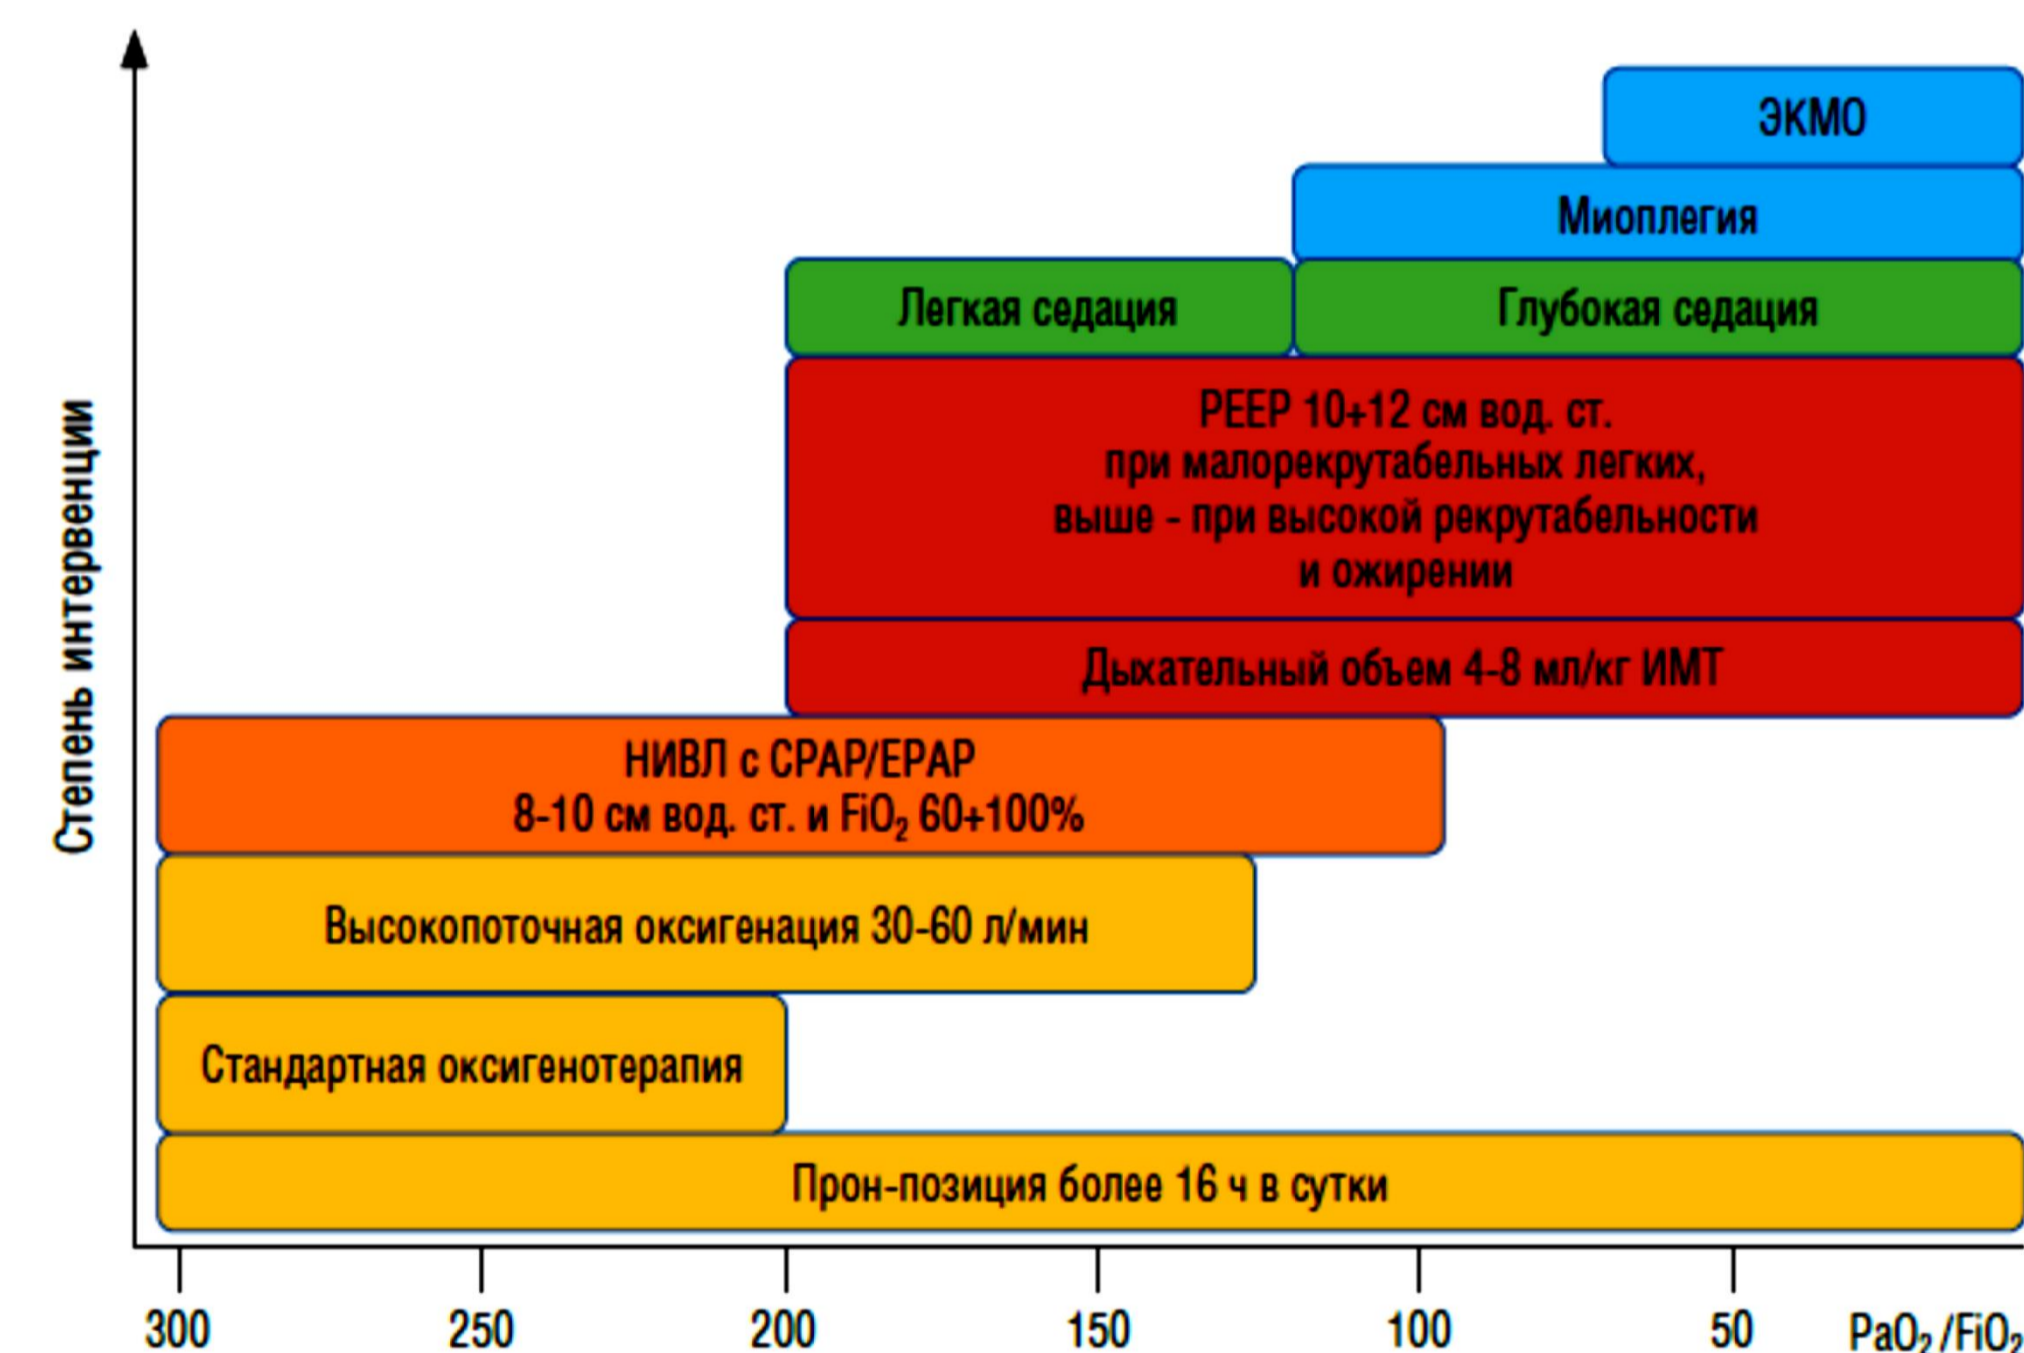 ЭКМО
Миоплегия
Легкая седация
Глубокая седация
PEEP 10+12 см вод. ст.
при малорекрутабельных легких,
выше - при высокой рекрутабельности
и ожирении
Дыхательный объем 4-8 мл/кг ИМТ
НИВЛ с CPAP/EPAP
8-10 см вод. ст. и FiO₂ 60+100%
Высокопоточная оксигенация 30-60 л/мин
Стандартная оксигенотерапия
Прон-позиция более 16 ч в сутки
Степень интервенции
300 250 200 150 100 50 PaO₂/FiO₂